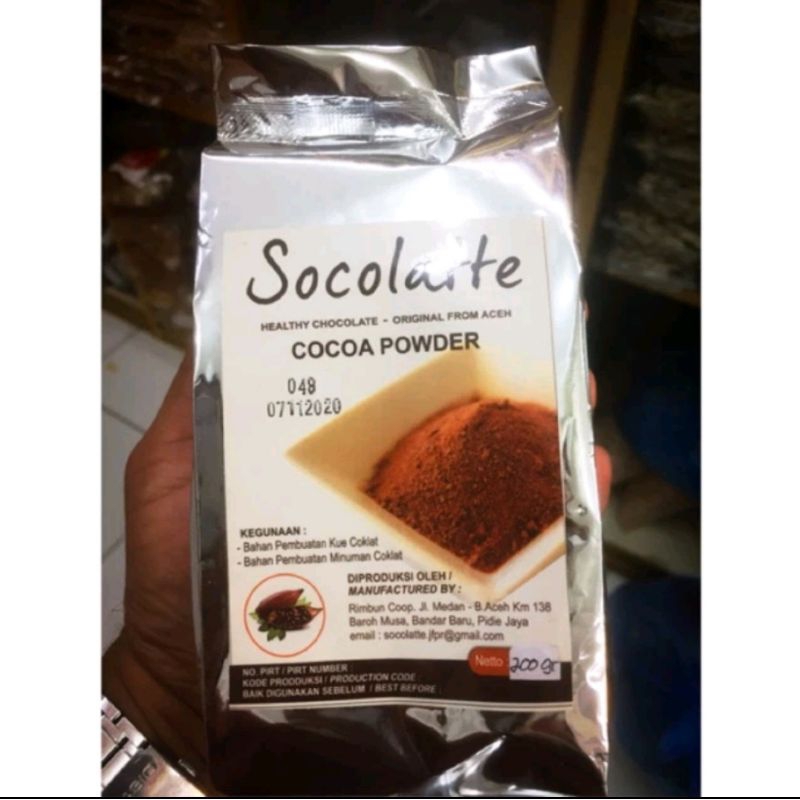 Socolatte
HEALTHY CHOCOLATE - ORIGINAL FROM ACEH
COCOA POWDER
048
07112020
KEGUNAAN :
- Bahan Pembuatan Kue Coklat
- Bahan Pembuatan Minuman Coklat
DIPRODUKSI OLEH /
MANUFACTURED BY :
Rimbun Coop. Jl. Medan - B.Aceh Km 138
Baroh Musa, Bandar Baru, Pidie Jaya
email : socolatte.jfpr@gmail.com
Netto 200 gr
NO. PIRT / PIRT NUMBER
KODE PRODDUKSI / PRODUCTION CODE :
BAIK DIGUNAKAN SEBELUM / BEST BEFORE :